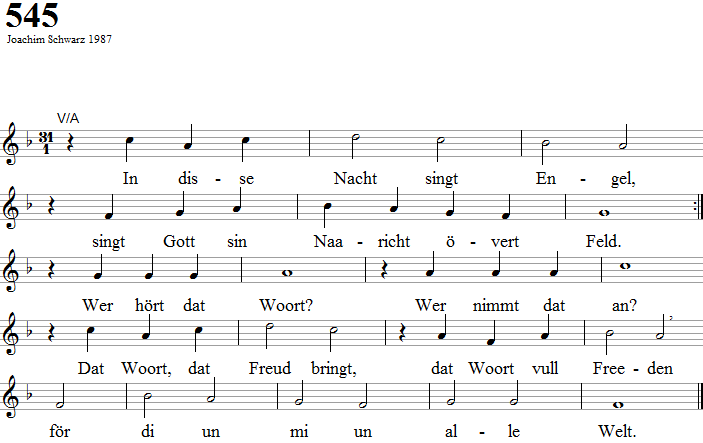 545
Joachim Schwarz 1987
V/A
31
1
In dis - se Nacht singt En - gel,
singt Gott sin Naa - richt ö - vert Feld.
Wer hört dat Woort? Wer nimmt dat an?
Dat Woort, dat Freud bringt, dat Woort vull Free - den
för di un mi un al - le Welt.